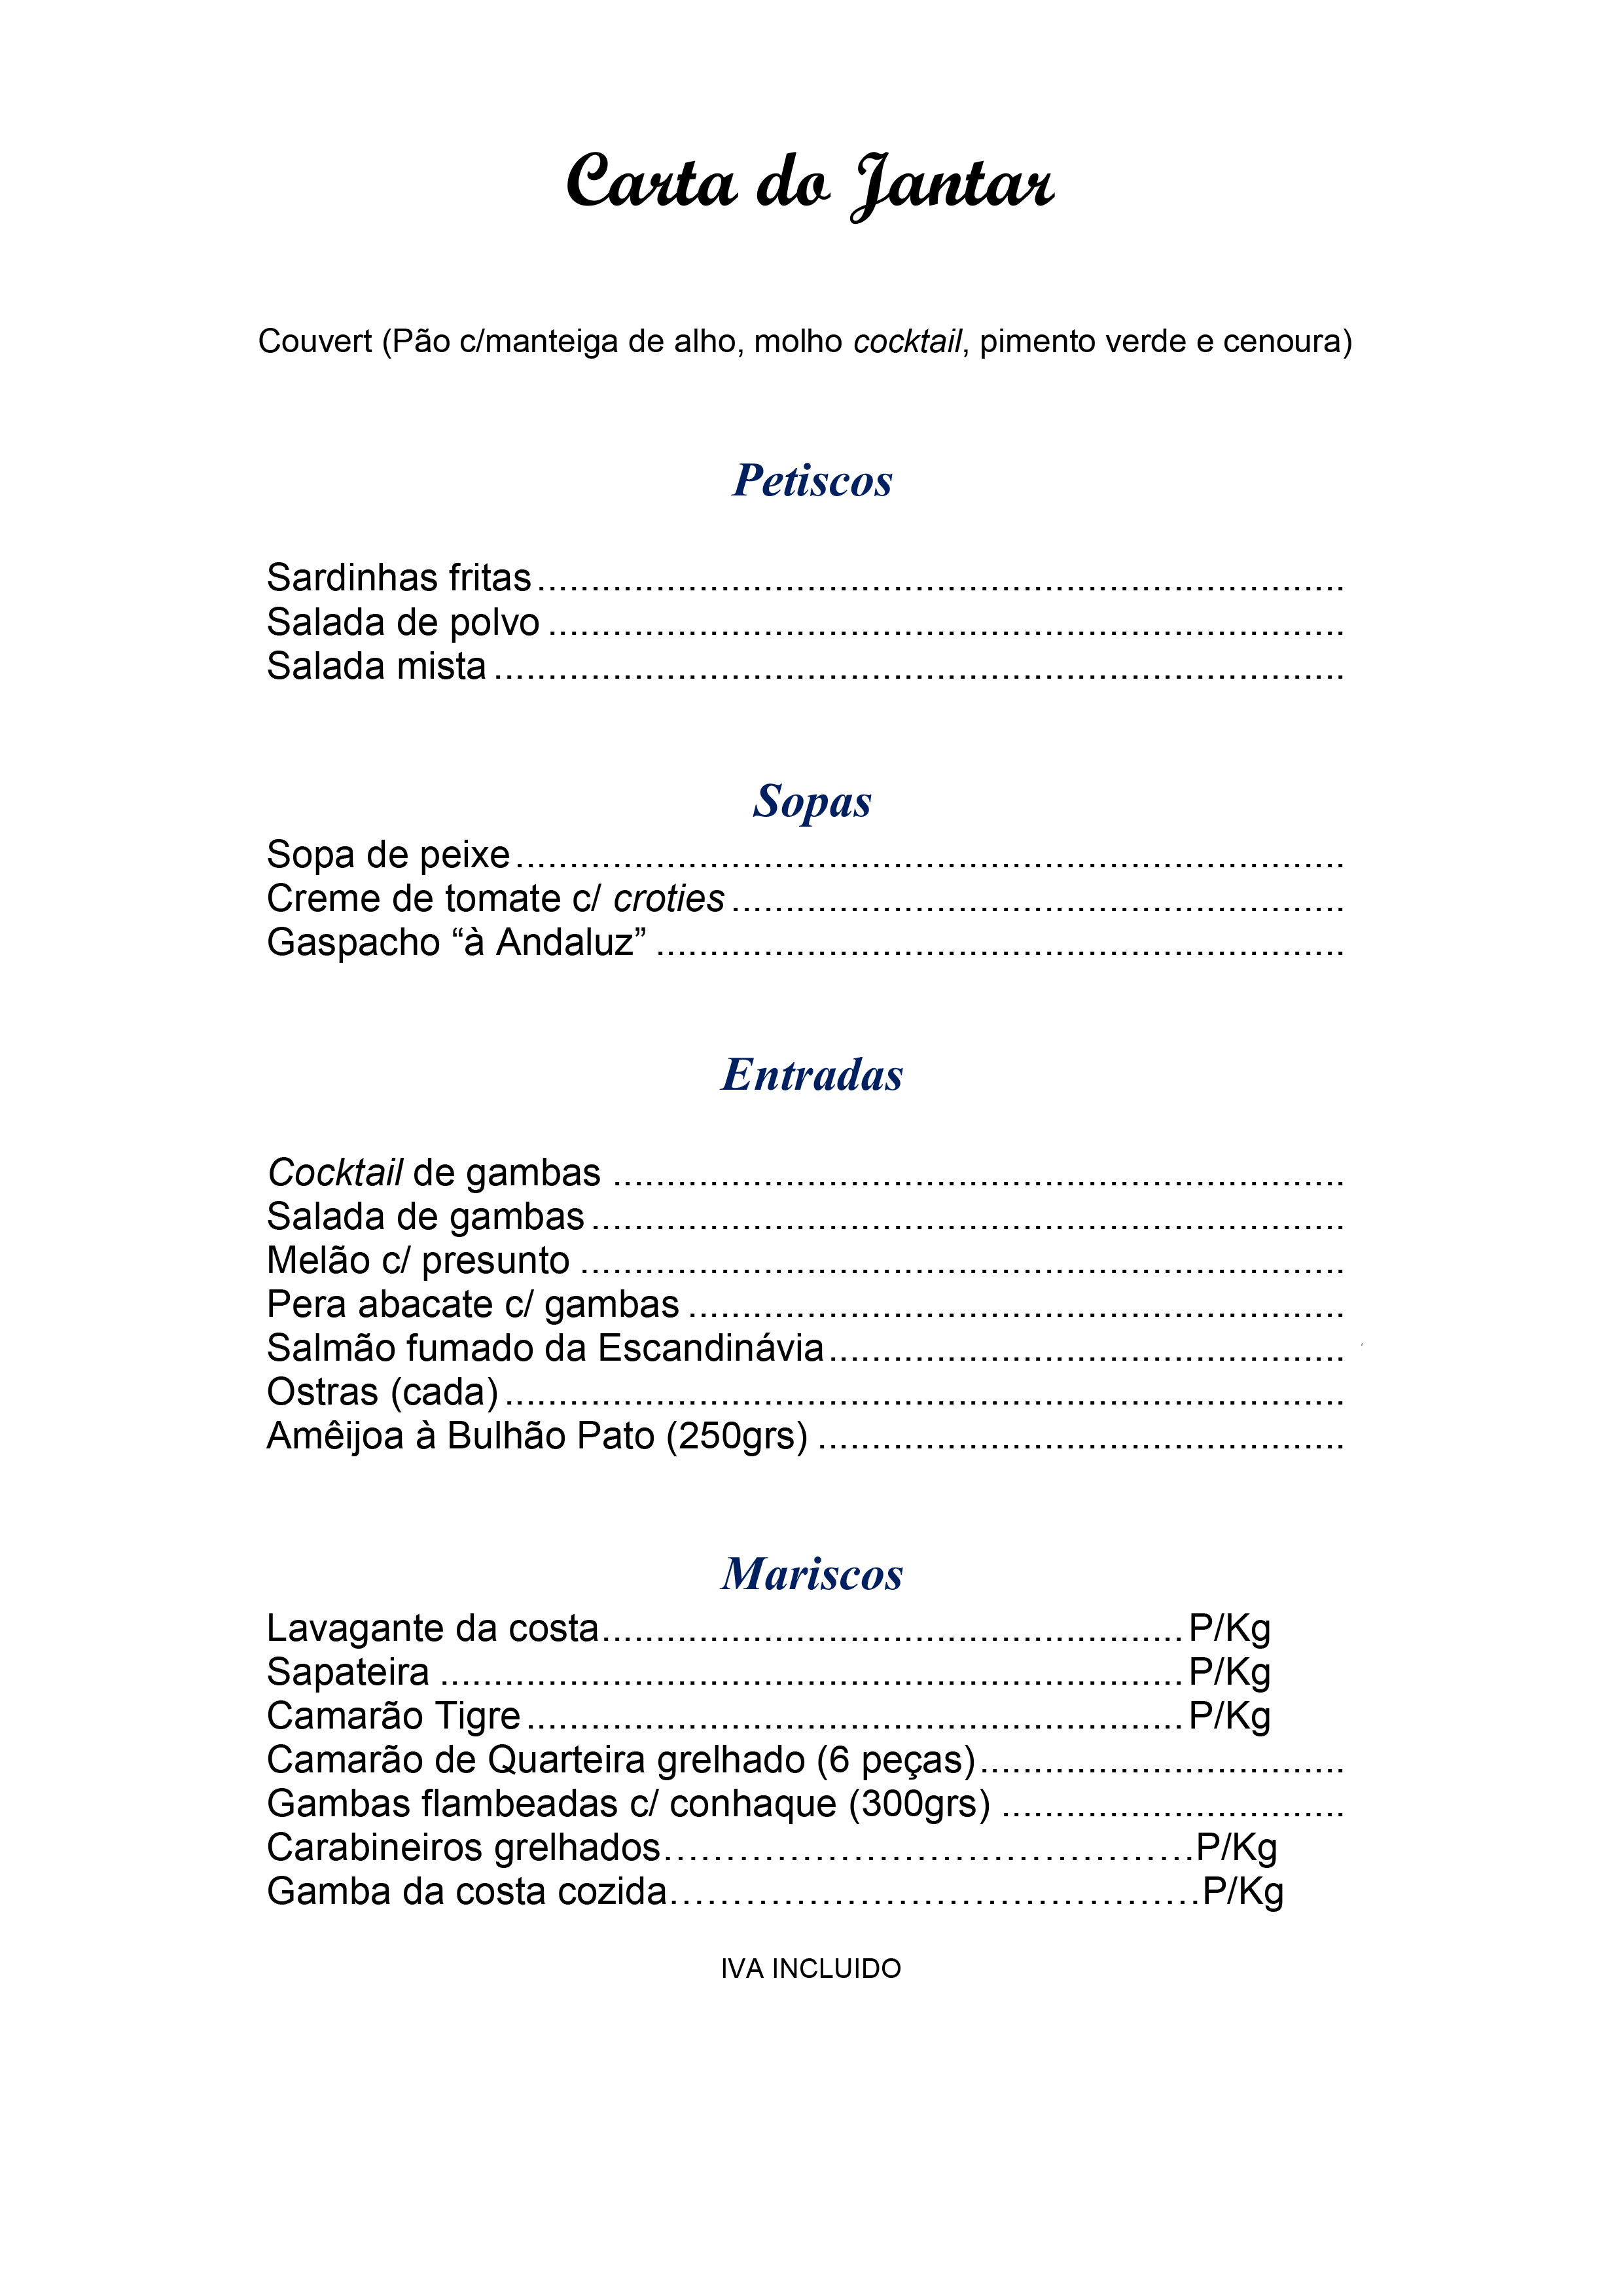 Carta do Jantar
Couvert (Pão c/manteiga de alho, molho cocktail, pimento verde e cenoura)
Petiscos
Sardinhas fritas ..........................................................................
Salada de polvo ..........................................................................
Salada mista ..............................................................................
Sopas
Sopa de peixe ............................................................................
Creme de tomate c/ croties ........................................................
Gaspacho “à Andaluz” ...............................................................
Entradas
Cocktail de gambas ...................................................................
Salada de gambas .....................................................................
Melão c/ presunto ......................................................................
Pera abacate c/ gambas ............................................................
Salmão fumado da Escandinávia ...............................................
Ostras (cada) .............................................................................
Amêijoa à Bulhão Pato (250grs) ................................................
Mariscos
Lavagante da costa ..................................................... P/Kg
Sapateira .................................................................... P/Kg
Camarão Tigre ............................................................ P/Kg
Camarão de Quarteira grelhado (6 peças) .................................
Gambas flambeadas c/ conhaque (300grs) ...............................
Carabineiros grelhados……………………………………P/Kg
Gamba da costa cozida……………………………………P/Kg
IVA INCLUIDO